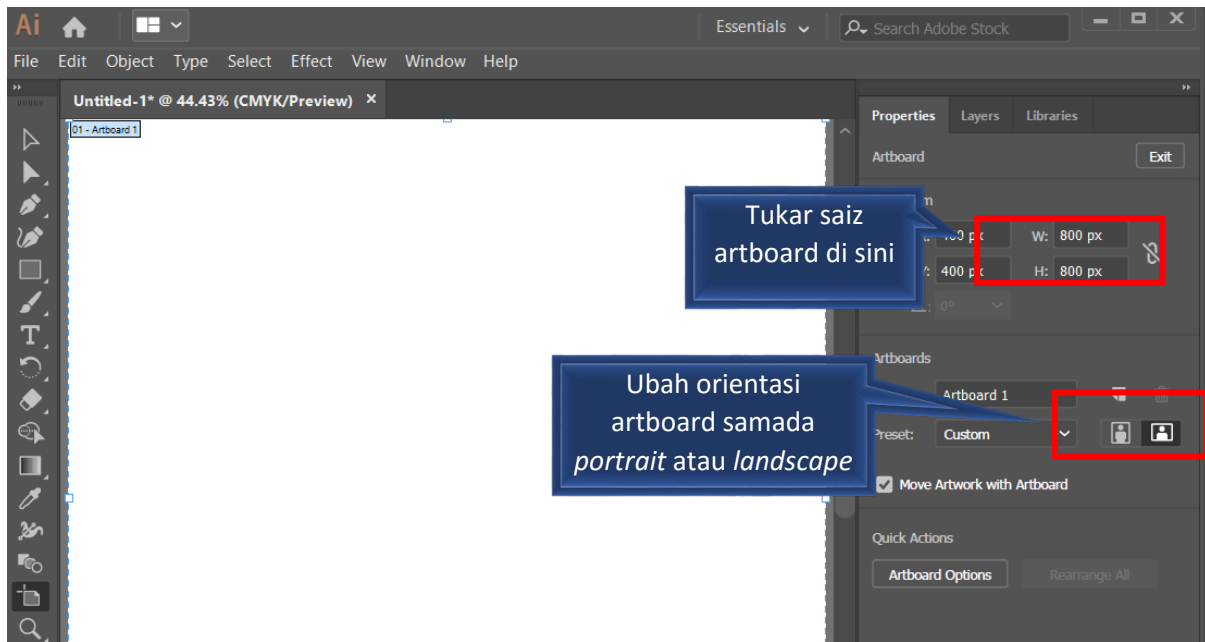 Ai
Essentials
Search Adobe Stock
File Edit Object Type Select Effect View Window Help
Untitled-1* @ 44.43% (CMYK/Preview) ×
01 - Artboard 1
Properties Layers Libraries
Artboard Exit
Tukar saiz
artboard di sini
W: 800 px
Y: 400 px H: 800 px
0°
Artboards
Artboard 1
Ubah orientasi
artboard samada
portrait atau landscape
Preset: Custom
Move Artwork with Artboard
Quick Actions
Artboard Options Rearrange All